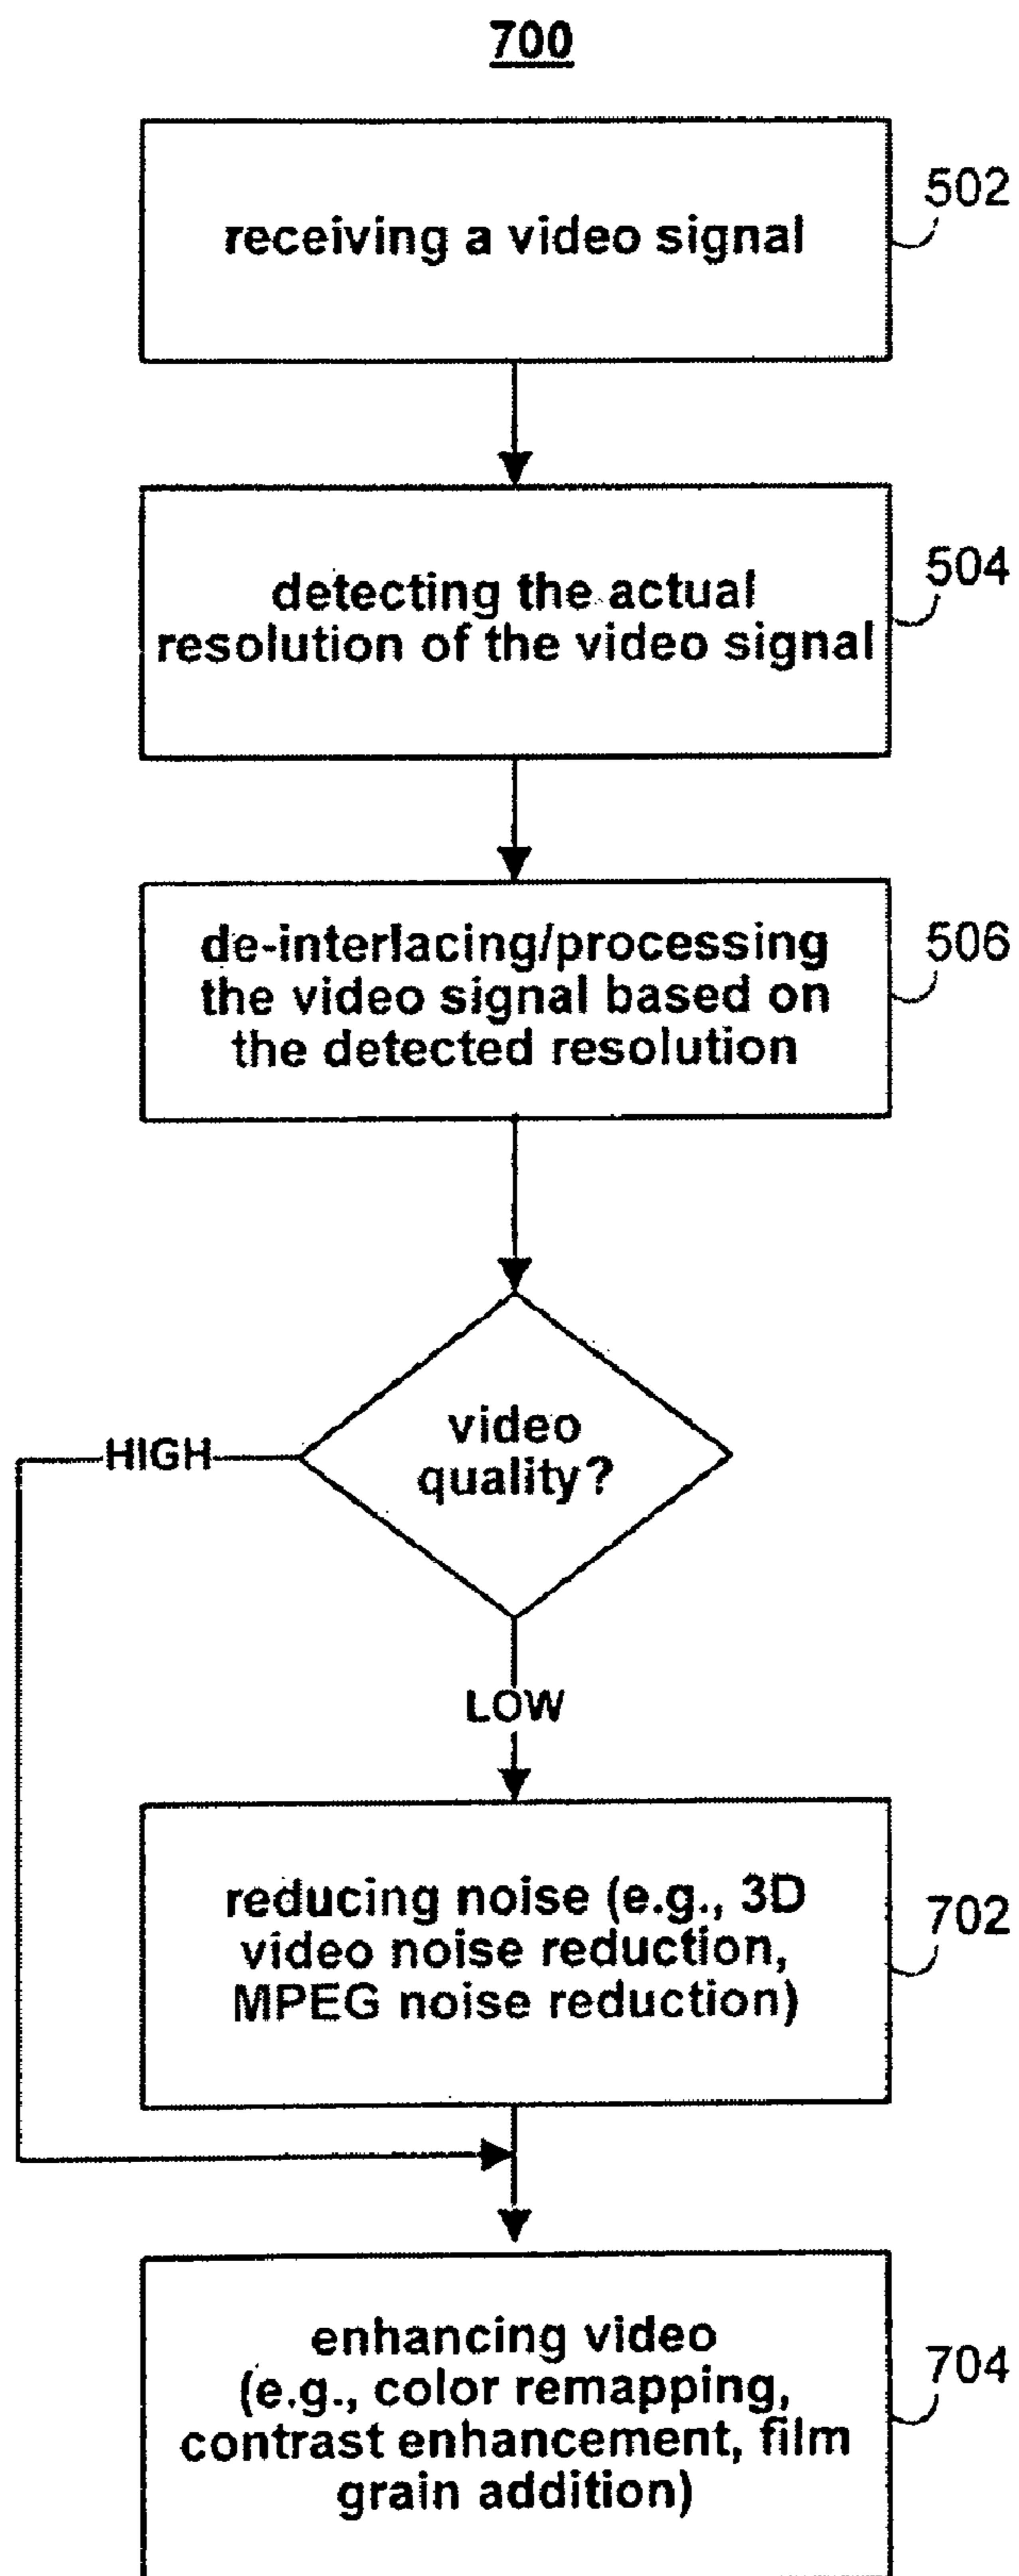 700
receiving a video signal
502
detecting the actual
resolution of the video signal
504
de-interlacing/processing
the video signal based on
the detected resolution
506
video
quality?
HIGH
LOW
reducing noise (e.g., 3D
video noise reduction,
MPEG noise reduction)
702
enhancing video
(e.g., color remapping,
contrast enhancement, film
grain addition)
704